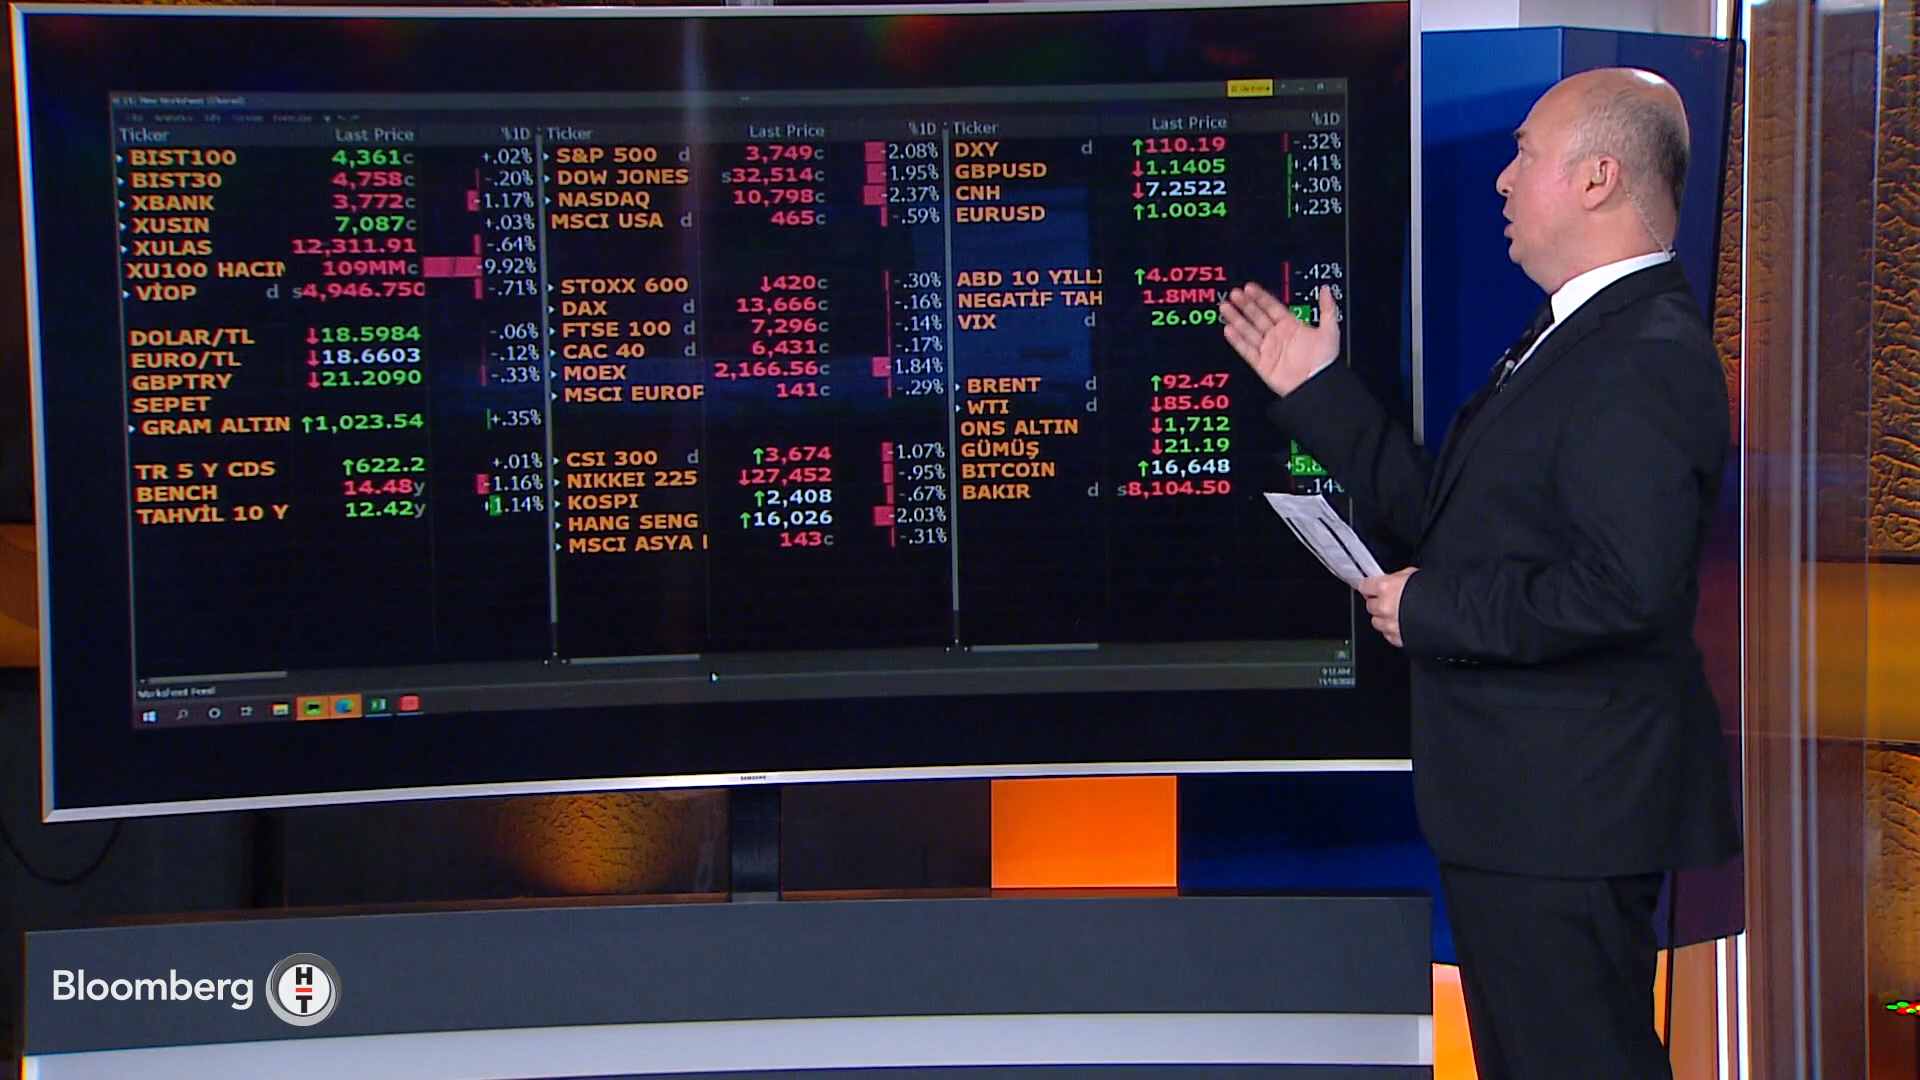 Ticker Last Price %1D
BIST100 4,361c +.02%
BIST30 4,758c -.20%
XBANK 3,772c -1.17%
XUSIN 7,087c +.03%
XULAS 12,311.91 -.64%
XU100 HACIN 109MMc -9.92%
VİOP d s4,946.750 -.71%
DOLAR/TL ↓18.5984 -.06%
EURO/TL ↓18.6603 -.12%
GBPTRY ↓21.2090 -.33%
SEPET
GRAM ALTIN ↑1,023.54 +.35%
TR 5 Y CDS ↑622.2 +.01%
BENCH 14.48y -1.16%
TAHVİL 10 Y 12.42y +1.14%
Ticker Last Price %1D
S&P 500 d 3,749c -2.08%
DOW JONES s32,514c -1.95%
NASDAQ 10,798c -2.37%
MSCI USA d 465c -.59%
STOXX 600 ↓420c -.30%
DAX d 13,666c -.16%
FTSE 100 d 7,296c -.14%
CAC 40 d 6,431c -.17%
MOEX 2,166.56c -1.84%
MSCI EUROP 141c -.29%
CSI 300 d ↑3,674 -1.07%
NIKKEI 225 ↓27,452 -.95%
KOSPI ↑2,408 -.67%
HANG SENG ↑16,026 -2.03%
MSCI ASYA 143c -.31%
Ticker Last Price %1D
DXY d ↑110.19 -.32%
GBPUSD ↓1.1405 +.41%
CNH ↓7.2522 +.30%
EURUSD ↑1.0034 +.23%
ABD 10 YILLI ↑4.0751 -.42%
NEGATİF TAH 1.8MMy
VIX d 26.09
BRENT d ↑92.47
WTI d ↓85.60
ONS ALTIN ↓1,712
GÜMÜŞ ↓21.19
BITCOIN ↑16,648
BAKIR d s8,104.50 -.14%
SAMSUNG
Bloomberg HT